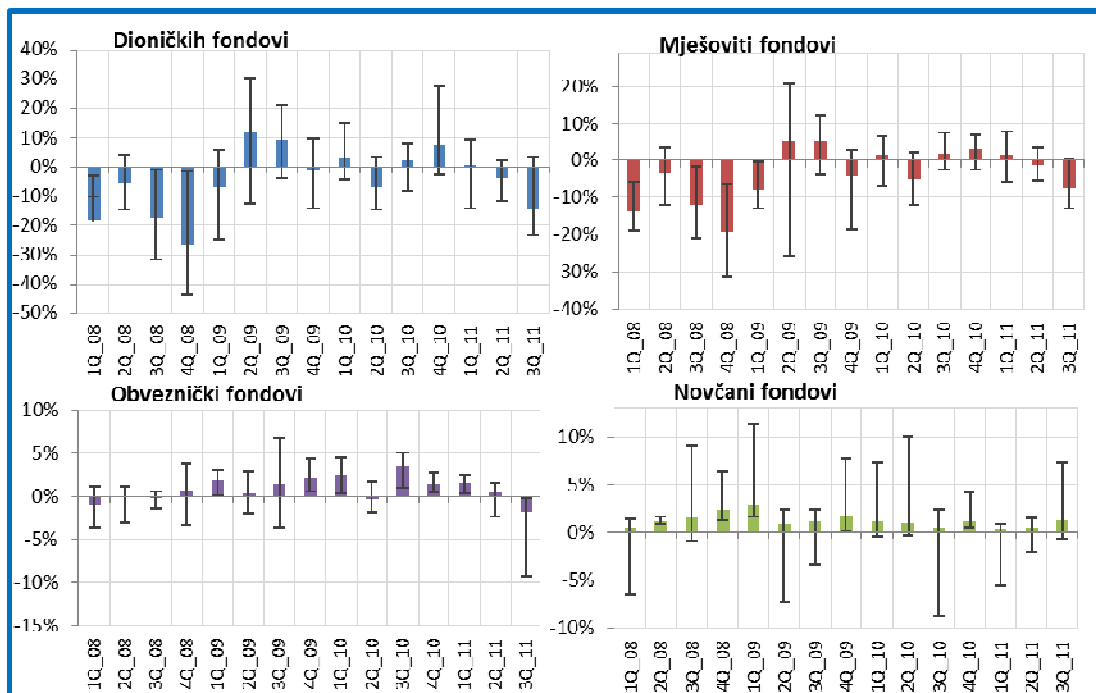 Dioničkih fondovi
40%
30%
20%
10%
0%
-10%
-20%
-30%
-40%
-50%
1Q_08
2Q_08
3Q_08
4Q_08
1Q_09
2Q_09
3Q_09
4Q_09
1Q_10
2Q_10
3Q_10
4Q_10
1Q_11
2Q_11
3Q_11
Mješoviti fondovi
20%
10%
0%
-10%
-20%
-30%
-40%
1Q_08
2Q_08
3Q_08
4Q_08
1Q_09
2Q_09
3Q_09
4Q_09
1Q_10
2Q_10
3Q_10
4Q_10
1Q_11
2Q_11
3Q_11
Obveznički fondovi
10%
5%
0%
-5%
-10%
-15%
1Q_08
2Q_08
3Q_08
4Q_08
1Q_09
2Q_09
3Q_09
4Q_09
1Q_10
2Q_10
3Q_10
4Q_10
1Q_11
2Q_11
3Q_11
Novčani fondovi
10%
5%
0%
-5%
-10%
1Q_08
2Q_08
3Q_08
4Q_08
1Q_09
2Q_09
3Q_09
4Q_09
1Q_10
2Q_10
3Q_10
4Q_10
1Q_11
2Q_11
3Q_11